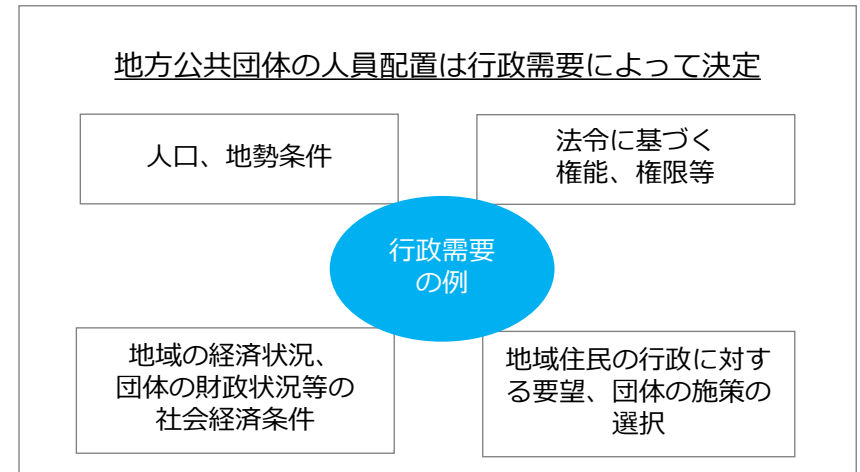 地方公共団体の人員配置は行政需要によって決定
人口、地勢条件
法令に基づく
権能、権限等
行政需要
の例
地域の経済状況、
団体の財政状況等の
社会経済条件
地域住民の行政に対す
る要望、団体の施策の
選択